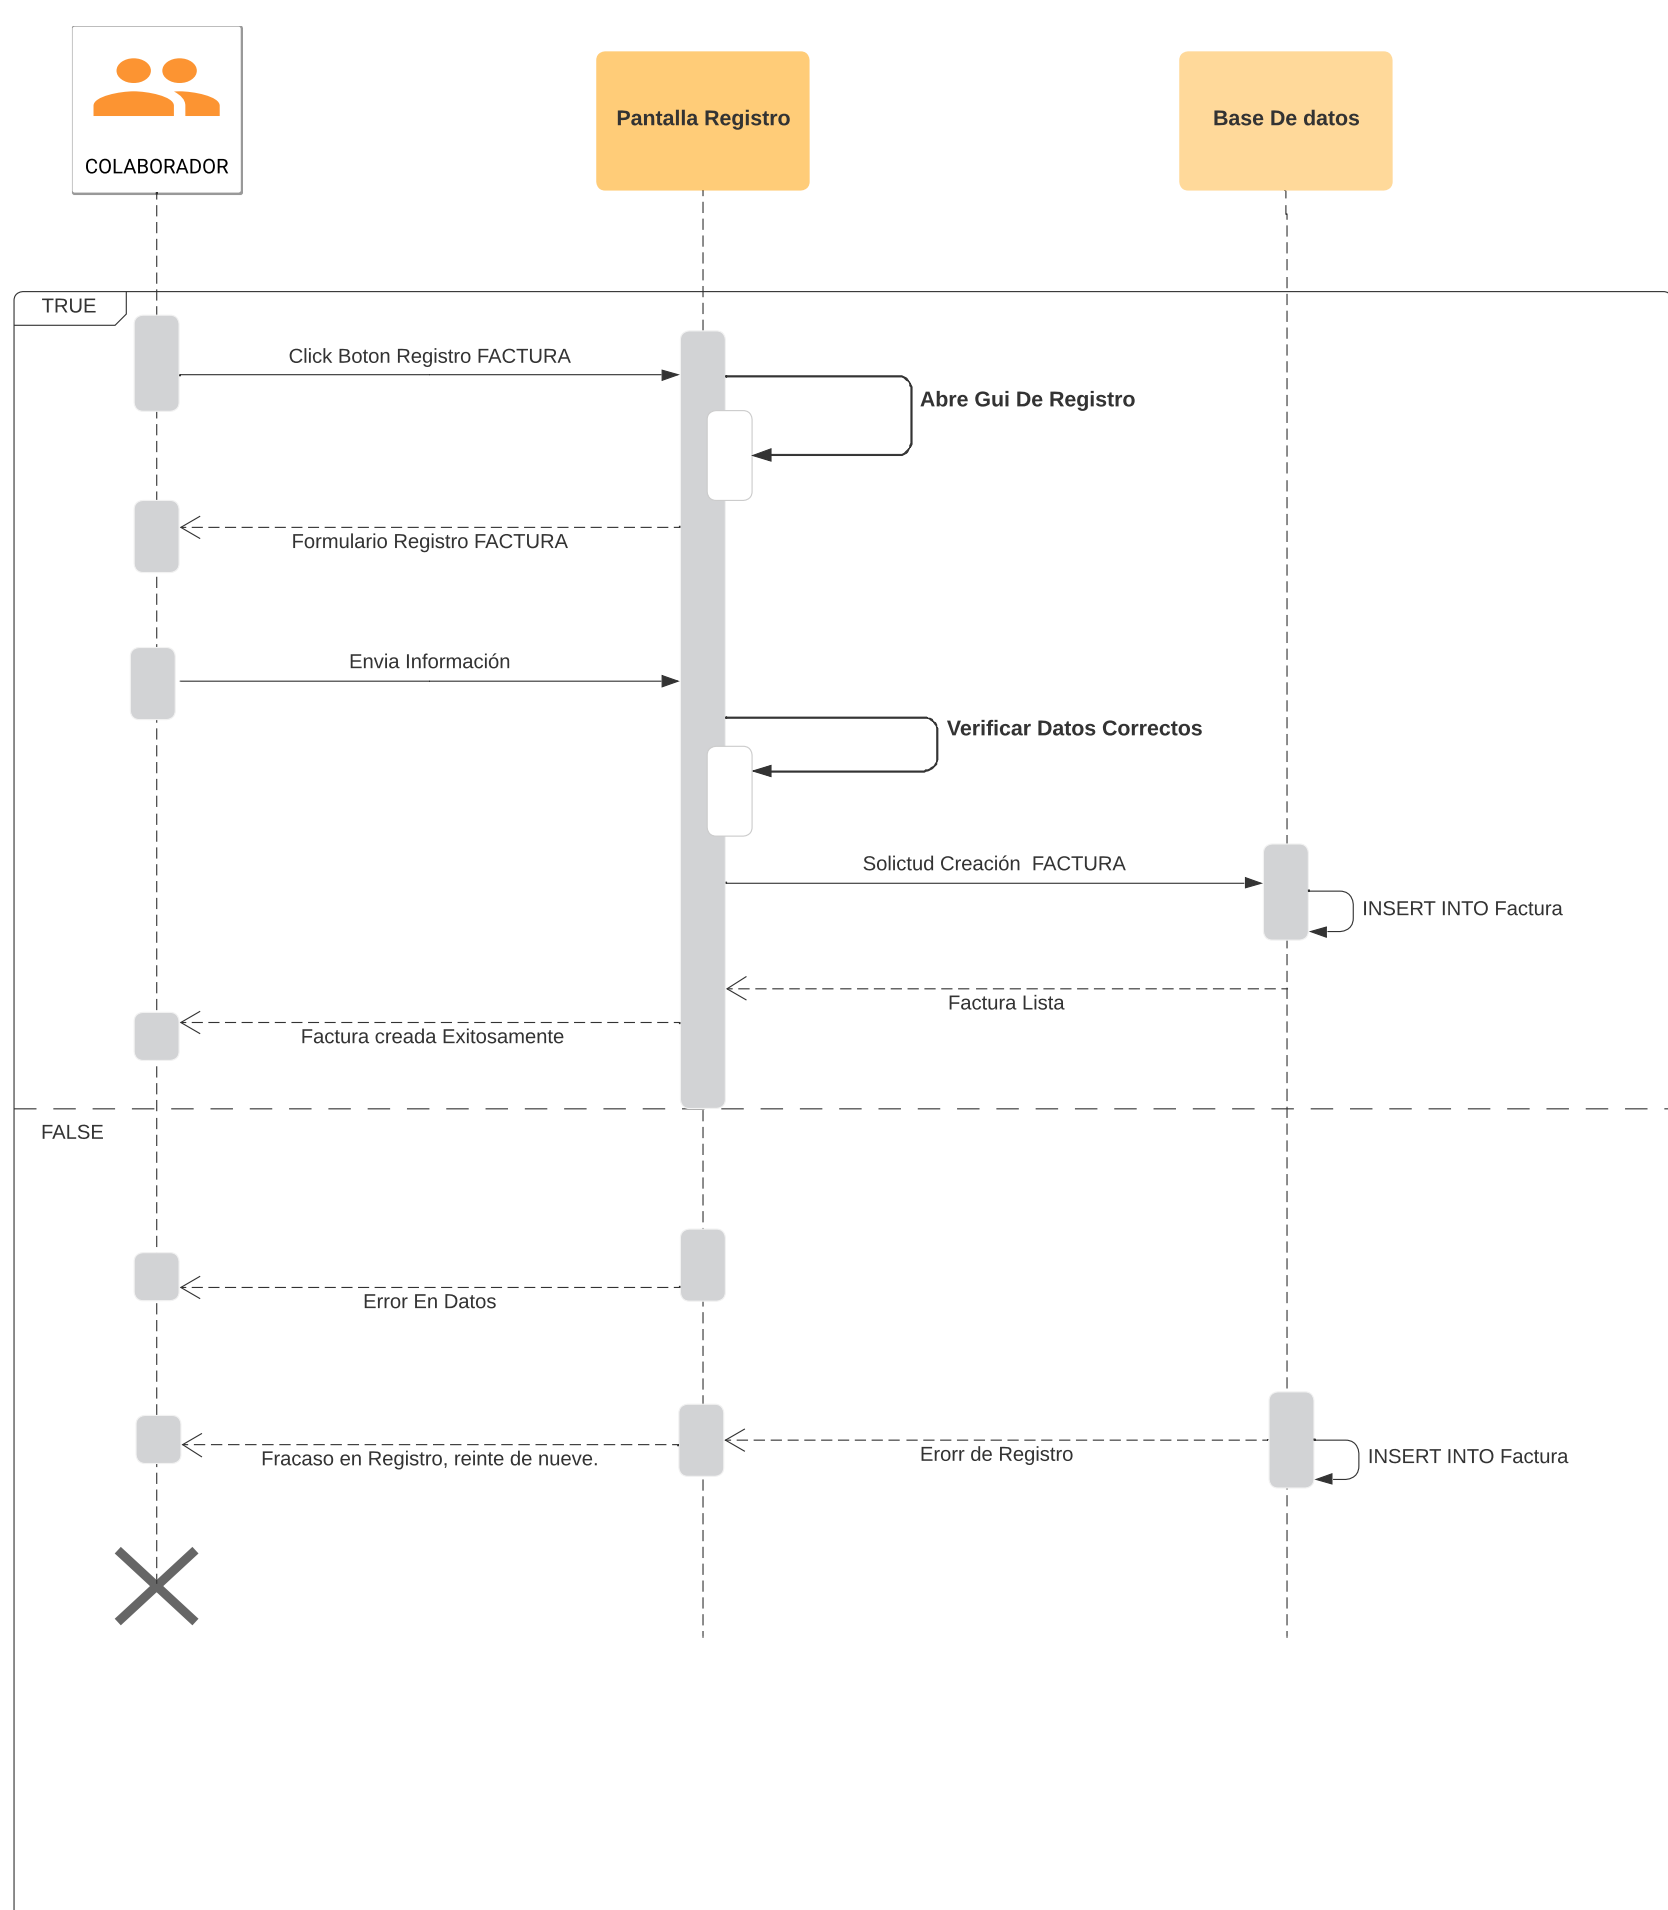 COLABORADOR
Pantalla Registro
Base De datos
TRUE
Click Boton Registro FACTURA
Abre Gui De Registro
Formulario Registro FACTURA
Envia Información
Verificar Datos Correctos
Solictud Creación  FACTURA
INSERT INTO Factura
Factura Lista
Factura creada Exitosamente
FALSE
Error En Datos
Erorr de Registro
INSERT INTO Factura
Fracaso en Registro, reinte de nueve.